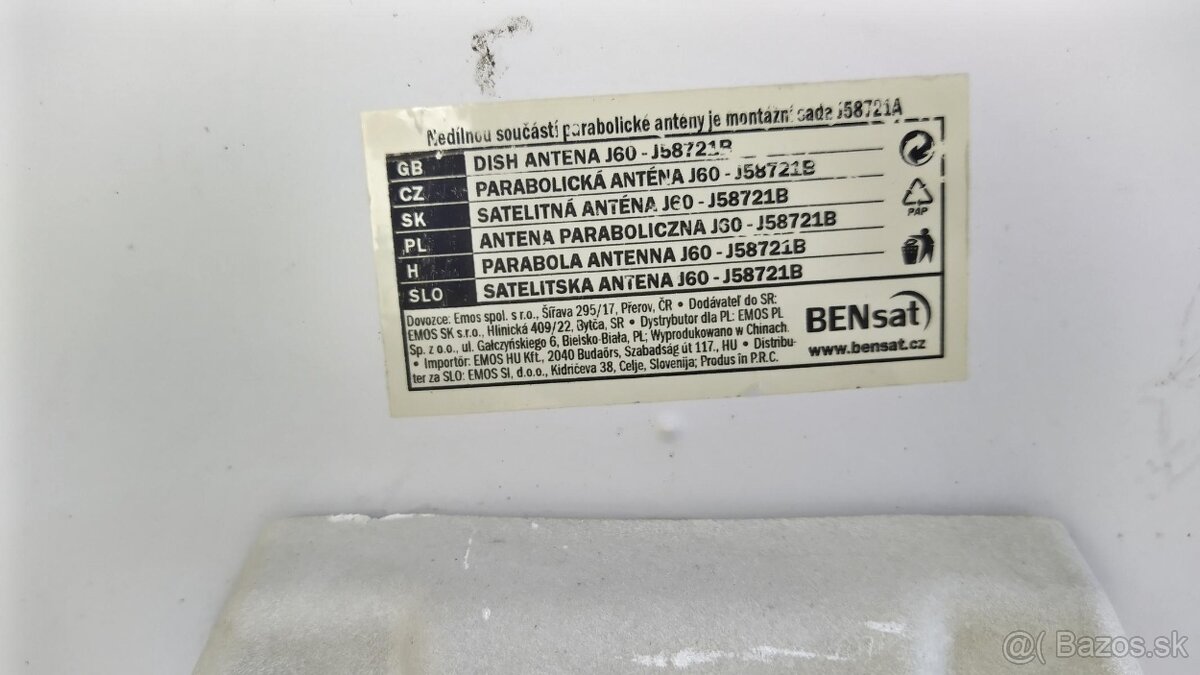 Nedílnou součástí parabolické antény je montážní sada J58721A
GB DISH ANTENA J60 - J58721B
CZ PARABOLICKÁ ANTÉNA J60 - J58721B
SK SATELITNÁ ANTÉNA J60 - J58721B
PL ANTENA PARABOLICZNA J60 - J58721B
H PARABOLA ANTENNA J60 - J58721B
SLO SATELITSKA ANTENA J60 - J58721B
PAP
Dovozce: Emos spol. s r.o., Šířava 295/17, Přerov, ČR • Dodávateľ do SR:
EMOS SK s.r.o., Hlinická 409/22, Bytča, SR • Dystrybutor dla PL: EMOS PL
Sp. z o.o., ul. Gałczyńskiego 6, Bielsko-Biała, PL; Wyprodukowano w Chinach.
• Importőr: EMOS HU Kft., 2040 Budaörs, Szabadság út 117., HU • Distribu-
ter za SLO: EMOS SI, d.o.o., Kidričeva 38, Celje, Slovenija; Produs în P.R.C.
BENsat
www.bensat.cz
@( Bazos.sk